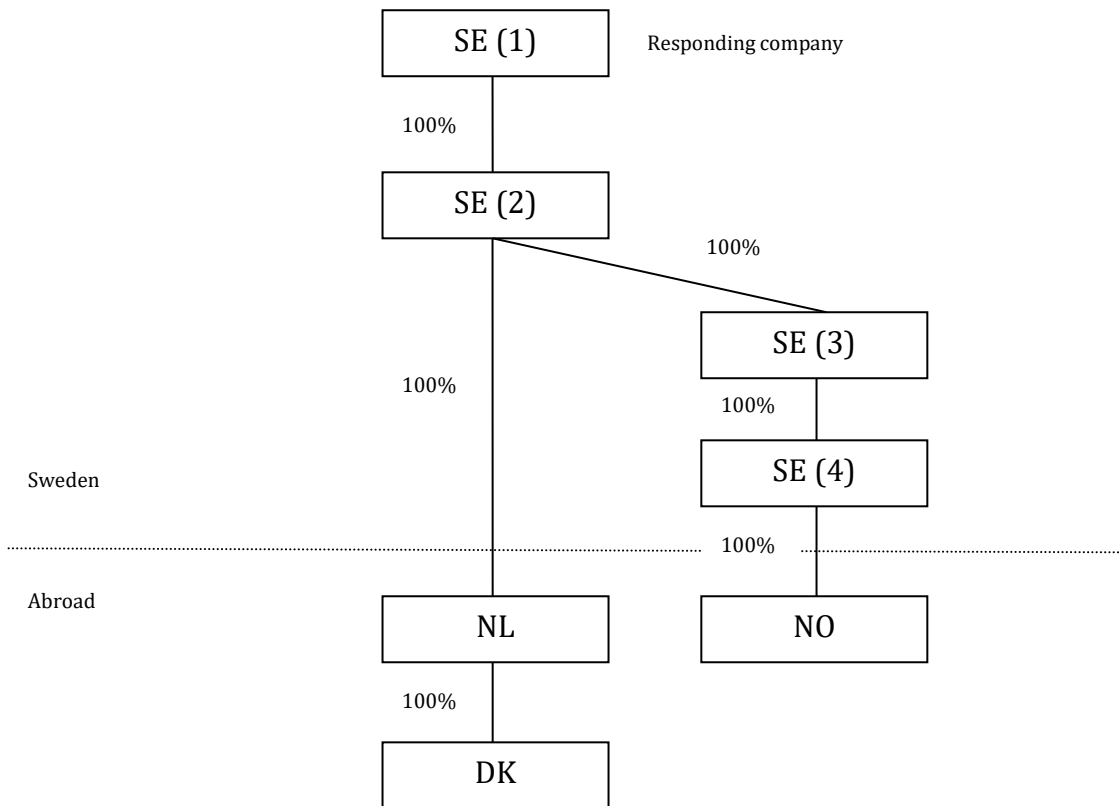 SE (1)
Responding company
100%
SE (2)
100%
SE (3)
100%
100%
SE (4)
Sweden
100%
Abroad
NL
NO
100%
DK